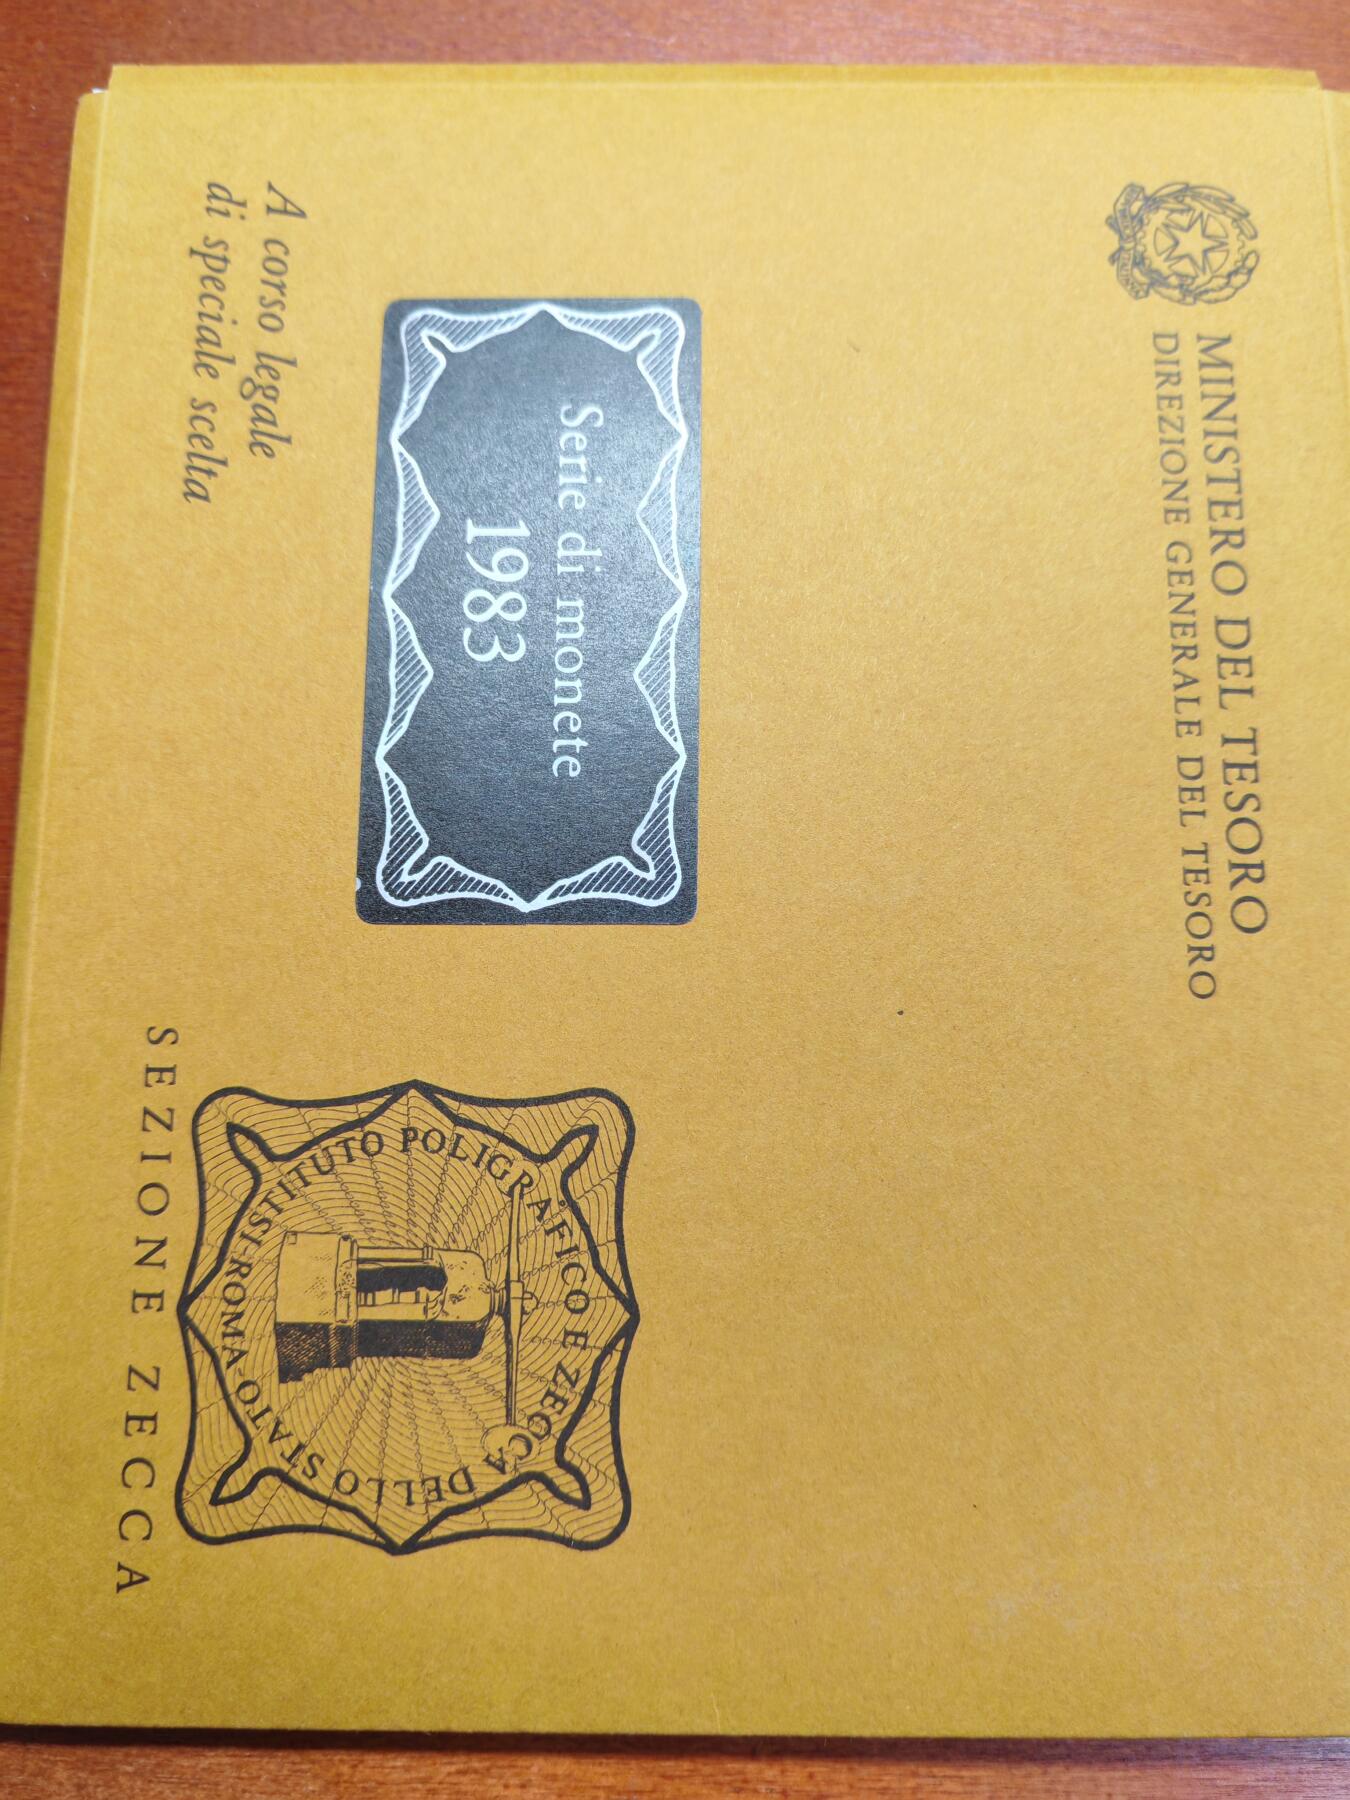 MINISTERO DEL TESORO
DIREZIONE GENERALE DEL TESORO
Serie di monete
1983
A corso legale
di speciale scelta
ISTITUTO POLIGRAFICO E ZECCA DELLO STATO-ROMA-
SEZIONE ZECCA